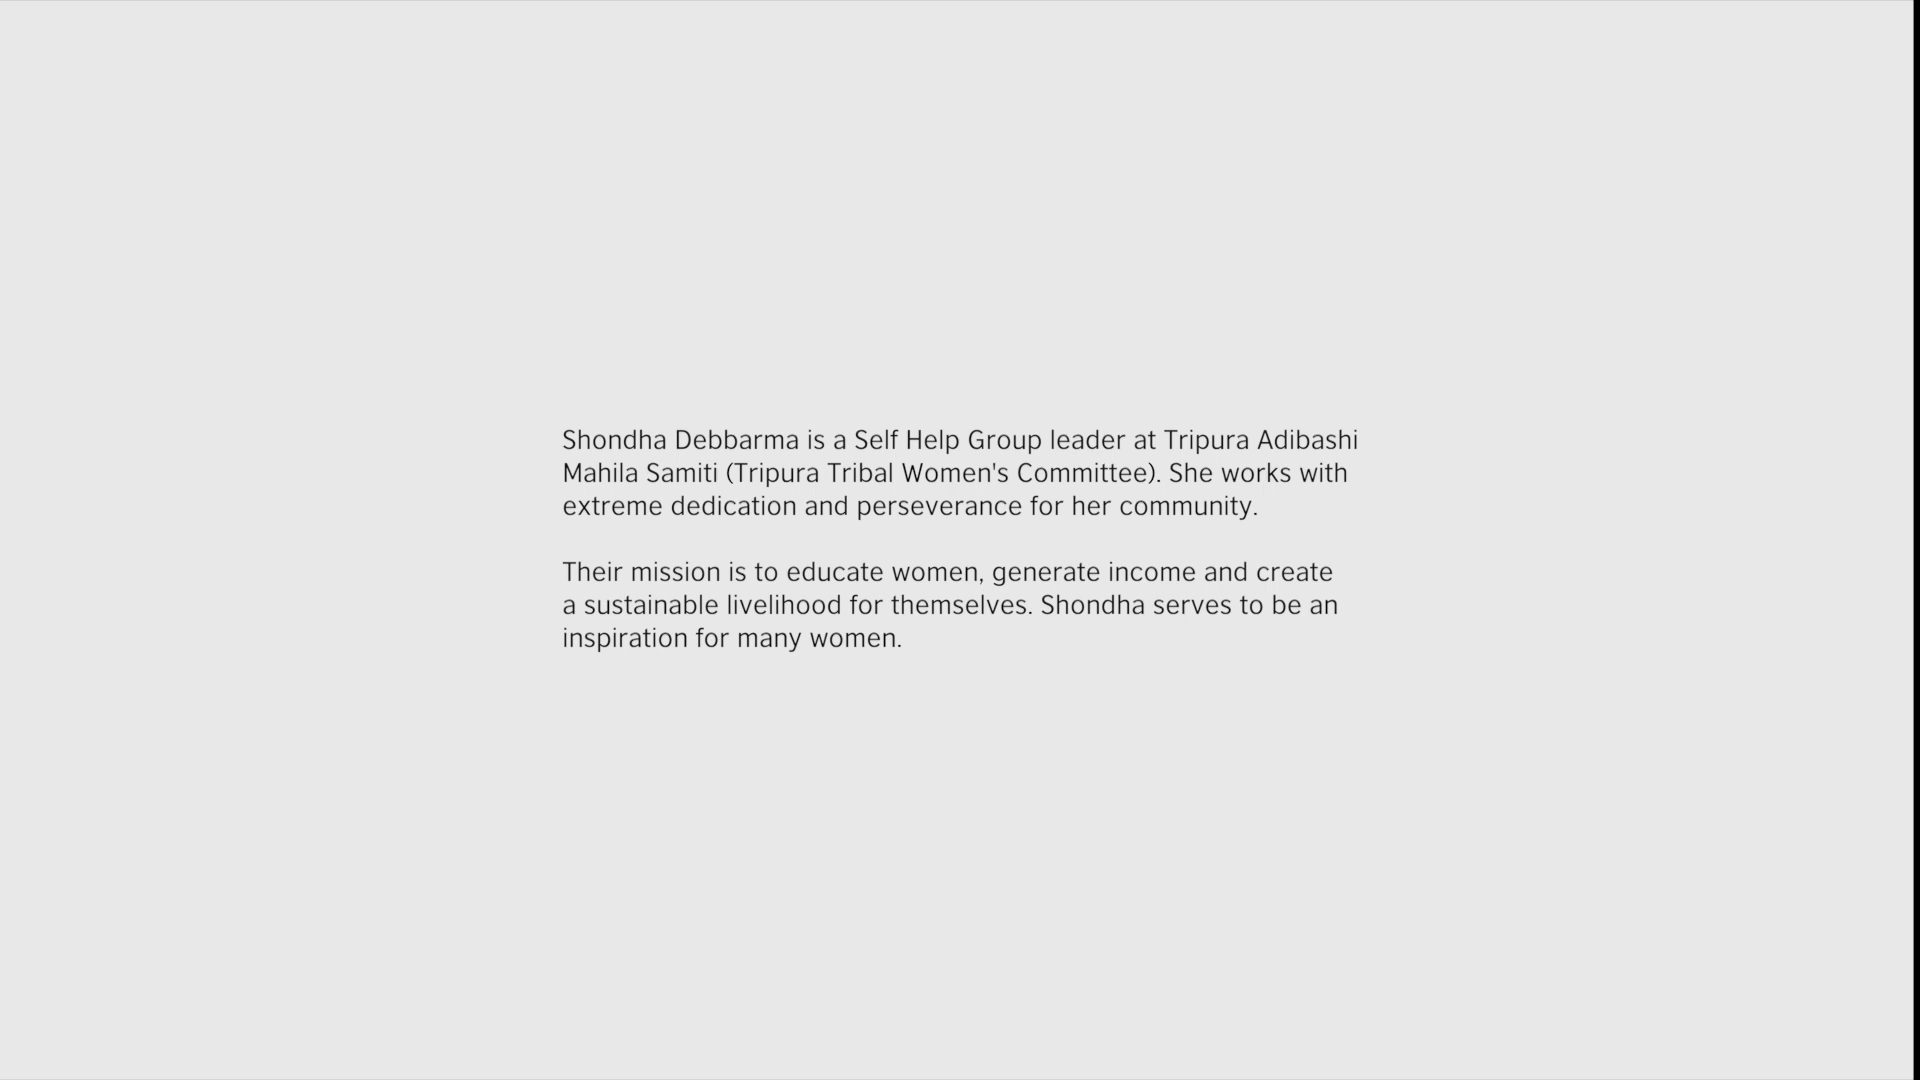 Shondha Debbarma is a Self Help Group leader at Tripura Adibashi
Mahila Samiti (Tripura Tribal Women's Committee). She works with
extreme dedication and perseverance for her community.
Their mission is to educate women, generate income and create
a sustainable livelihood for themselves. Shondha serves to be an
inspiration for many women.